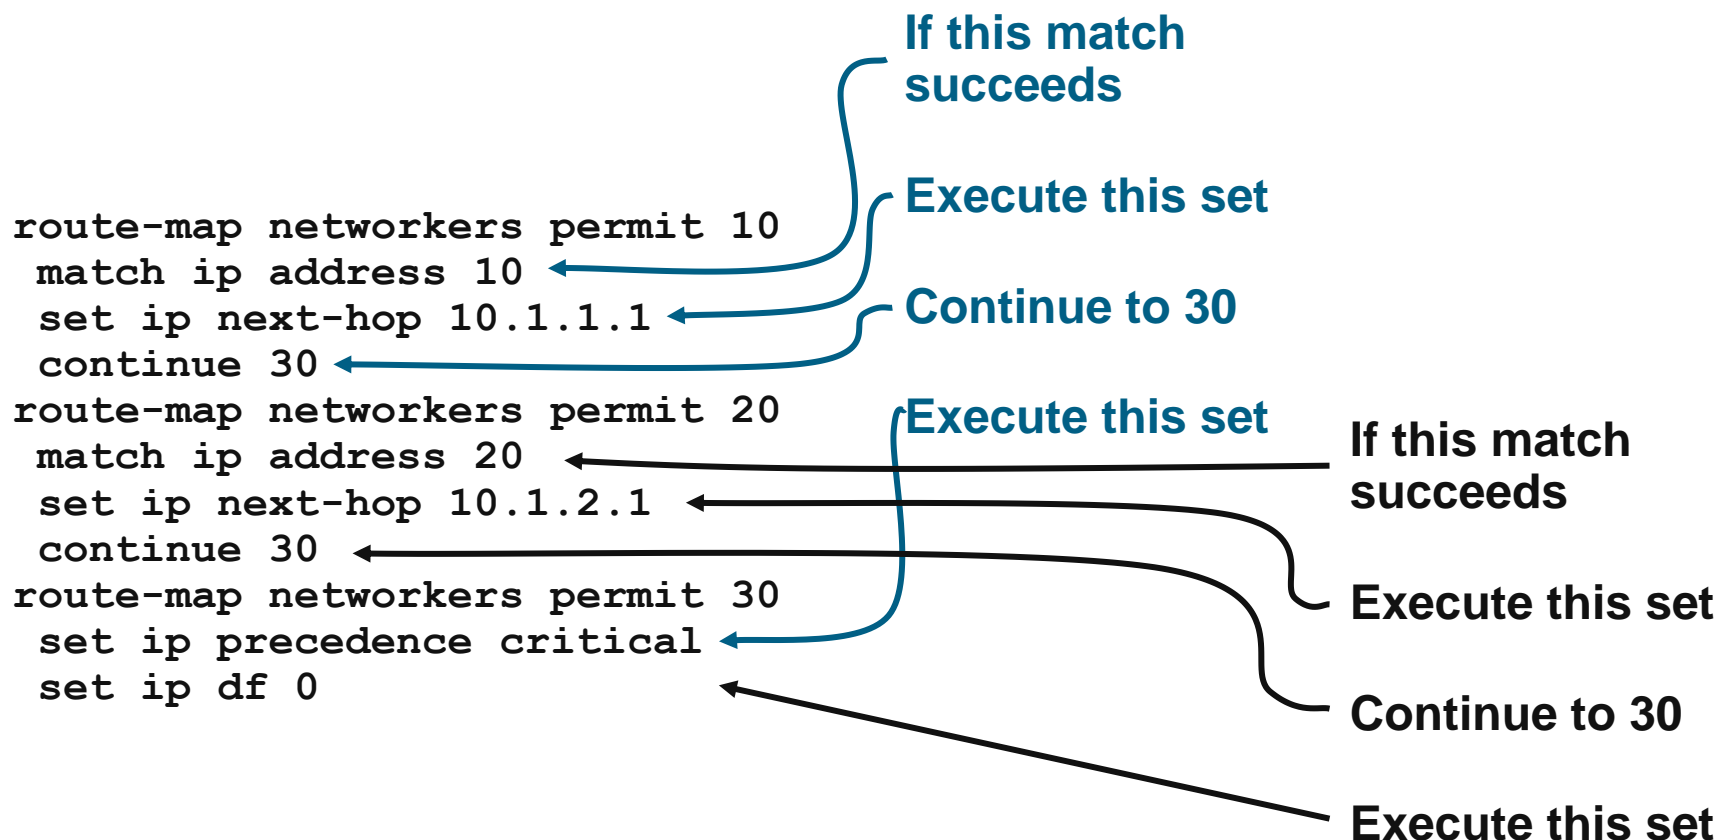 If this match
succeeds
Execute this set
Continue to 30
Execute this set
route-map networkers permit 10
match ip address 10
set ip next-hop 10.1.1.1
continue 30
route-map networkers permit 20
match ip address 20
set ip next-hop 10.1.2.1
continue 30
route-map networkers permit 30
set ip precedence critical
set ip df 0
If this match
succeeds
Execute this set
Continue to 30
Execute this set